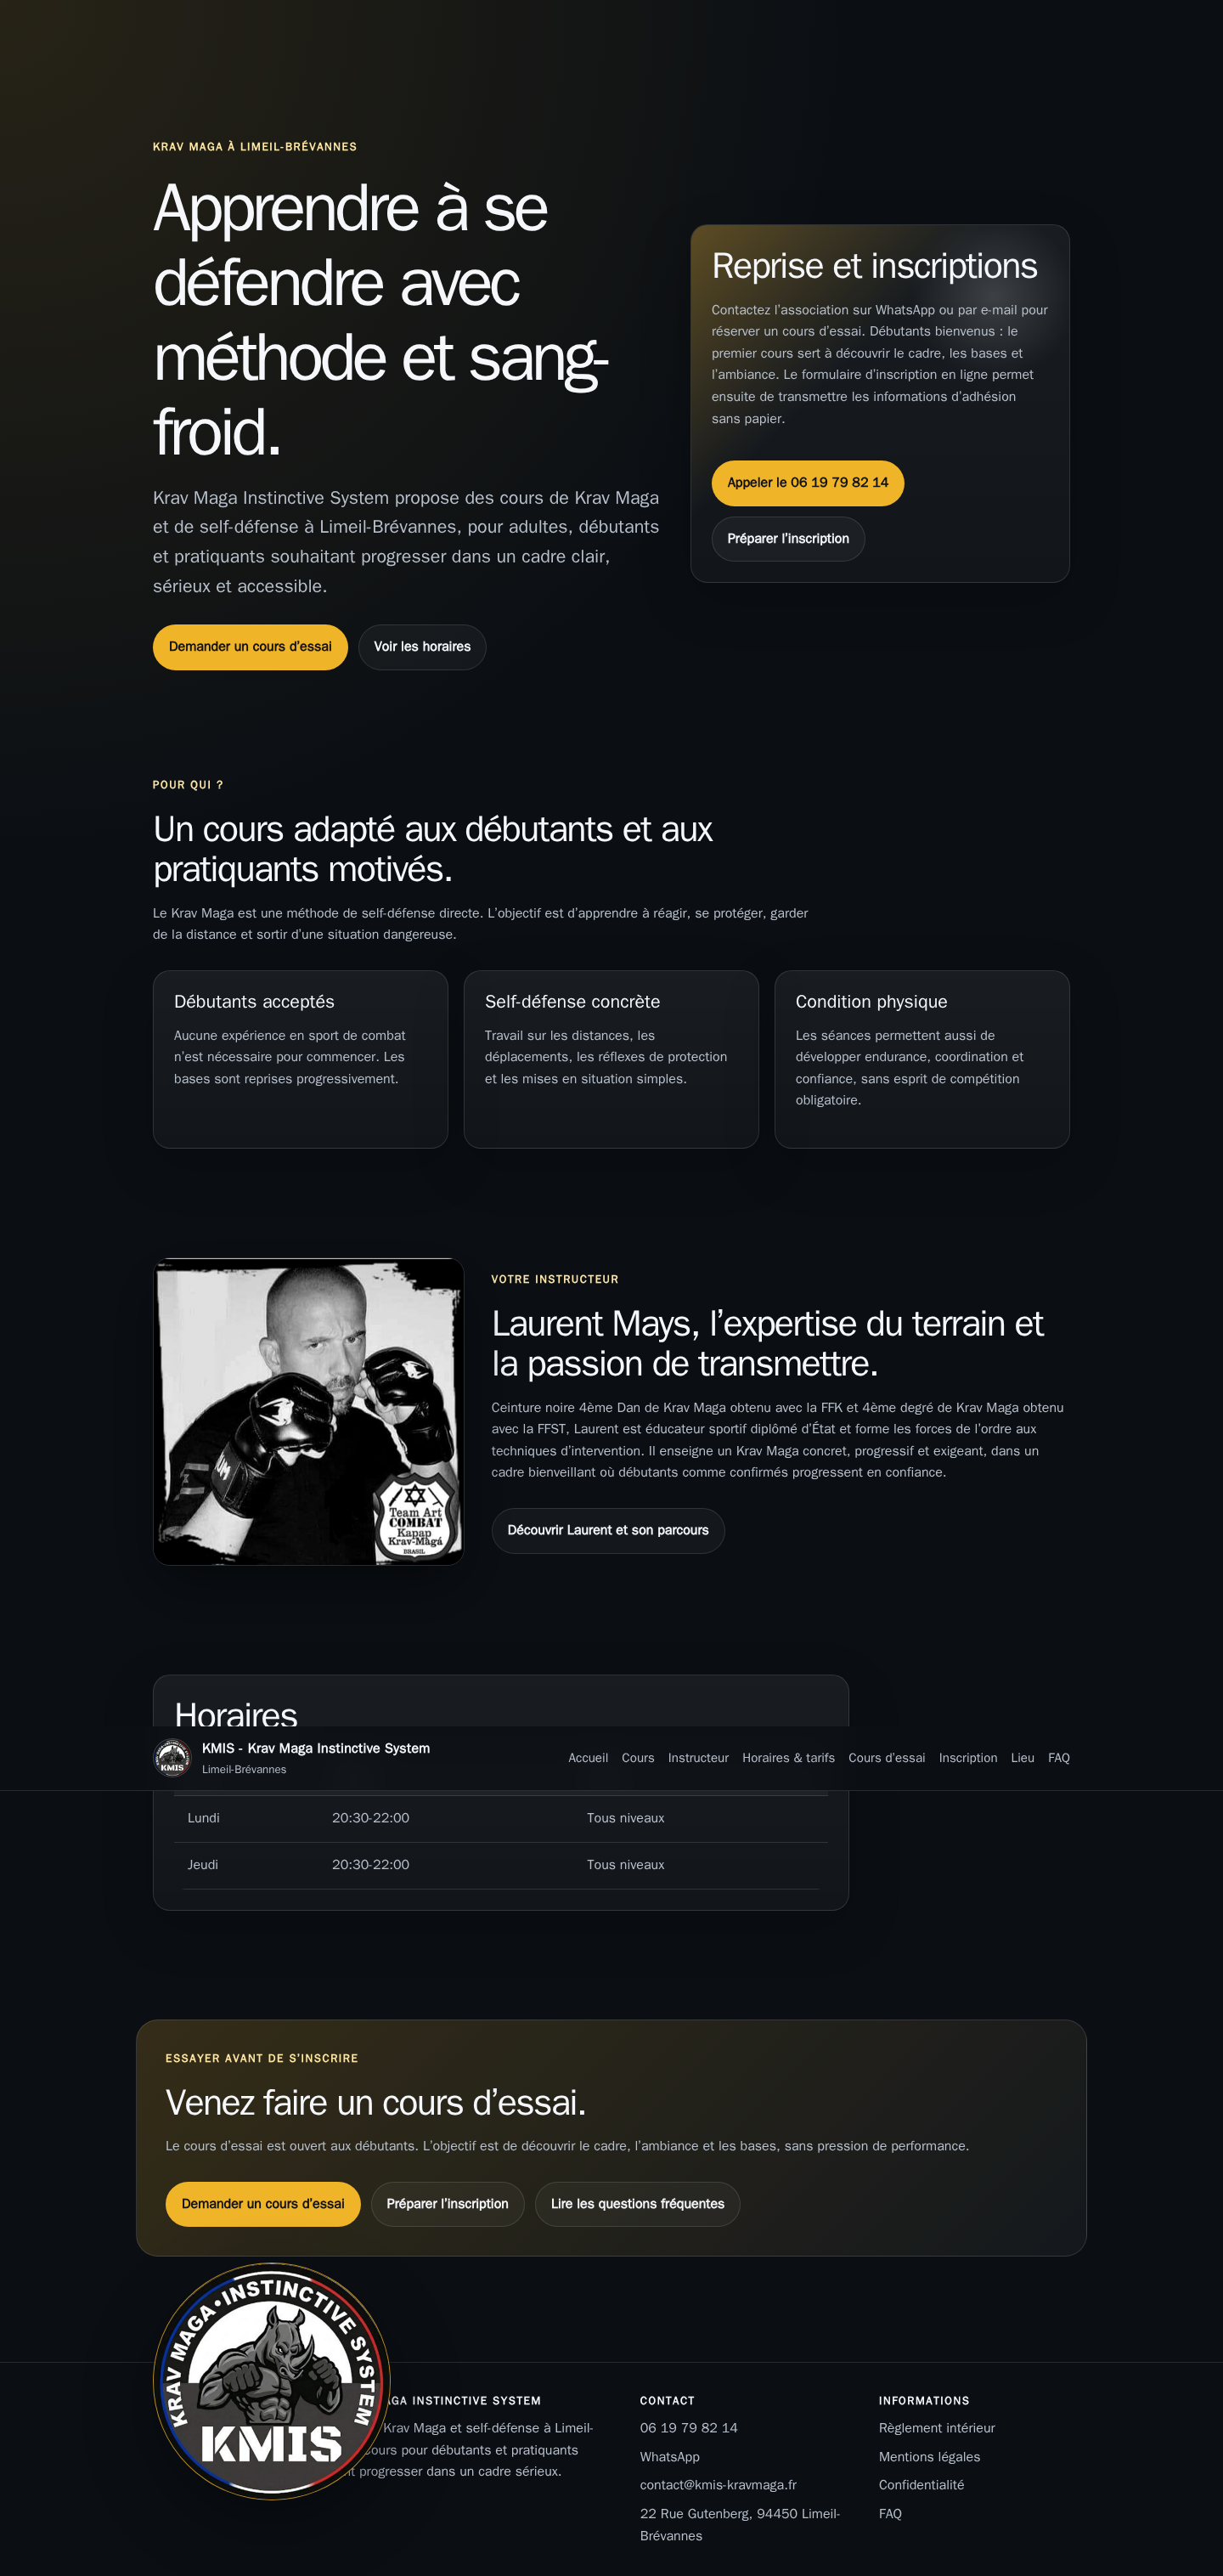 KRAV MAGA À LIMEIL-BRÉVANNES
Apprendre à se
défendre avec
méthode et sang-
froid.
Krav Maga Instinctive System propose des cours de Krav Maga
et de self-défense à Limeil-Brévannes, pour adultes, débutants
et pratiquants souhaitant progresser dans un cadre clair,
sérieux et accessible.
Demander un cours d’essai
Voir les horaires
Reprise et inscriptions
Contactez l’association sur WhatsApp ou par e-mail pour
réserver un cours d’essai. Débutants bienvenus : le
premier cours sert à découvrir le cadre, les bases et
l’ambiance. Le formulaire d’inscription en ligne permet
ensuite de transmettre les informations d’adhésion
sans papier.
Appeler le 06 19 79 82 14
Préparer l’inscription
POUR QUI ?
Un cours adapté aux débutants et aux
pratiquants motivés.
Le Krav Maga est une méthode de self-défense directe. L’objectif est d’apprendre à réagir, se protéger, garder
de la distance et sortir d’une situation dangereuse.
Débutants acceptés
Aucune expérience en sport de combat
n’est nécessaire pour commencer. Les
bases sont reprises progressivement.
Self-défense concrète
Travail sur les distances, les
déplacements, les réflexes de protection
et les mises en situation simples.
Condition physique
Les séances permettent aussi de
développer endurance, coordination et
confiance, sans esprit de compétition
obligatoire.
Team Art
COMBAT
Kapap
Krav-Magá
BRASIL
VOTRE INSTRUCTEUR
Laurent Mays, l’expertise du terrain et
la passion de transmettre.
Ceinture noire 4ème Dan de Krav Maga obtenu avec la FFK et 4ème degré de Krav Maga obtenu
avec la FFST, Laurent est éducateur sportif diplômé d’État et forme les forces de l’ordre aux
techniques d’intervention. Il enseigne un Krav Maga concret, progressif et exigeant, dans un
cadre bienveillant où débutants comme confirmés progressent en confiance.
Découvrir Laurent et son parcours
Horaires
KMIS
KMIS - Krav Maga Instinctive System
Limeil-Brévannes
Accueil Cours Instructeur Horaires & tarifs Cours d’essai Inscription Lieu FAQ
Lundi 20:30-22:00 Tous niveaux
Jeudi 20:30-22:00 Tous niveaux
ESSAYER AVANT DE S’INSCRIRE
Venez faire un cours d’essai.
Le cours d’essai est ouvert aux débutants. L’objectif est de découvrir le cadre, l’ambiance et les bases, sans pression de performance.
Demander un cours d’essai
Préparer l’inscription
Lire les questions fréquentes
KRAV MAGA•INSTINCTIVE SYSTEM
KMIS
INSTINCTIVE SYSTEM
Krav Maga et self-défense à Limeil-
pour débutants et pratiquants
progresser dans un cadre sérieux.
CONTACT
06 19 79 82 14
WhatsApp
contact@kmis-kravmaga.fr
22 Rue Gutenberg, 94450 Limeil-
Brévannes
INFORMATIONS
Règlement intérieur
Mentions légales
Confidentialité
FAQ